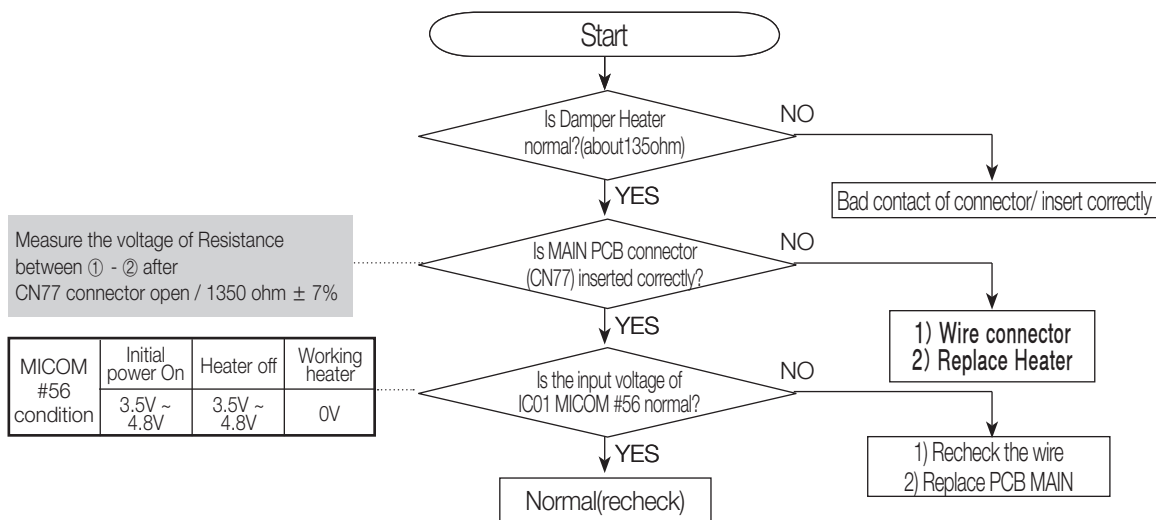 Start
Is Damper Heater
normal?(about135ohm)
NO
YES
Bad contact of connector/ insert correctly
Measure the voltage of Resistance
between ① - ② after
CN77 connector open / 1350 ohm ± 7%
Is MAIN PCB connector
(CN77) inserted correctly?
NO
YES
1) Wire connector
2) Replace Heater
MICOM
#56
condition
Initial
power On
Heater off
Working
heater
3.5V ~
4.8V
3.5V ~
4.8V
0V
Is the input voltage of
IC01 MICOM #56 normal?
NO
YES
1) Recheck the wire
2) Replace PCB MAIN
Normal(recheck)